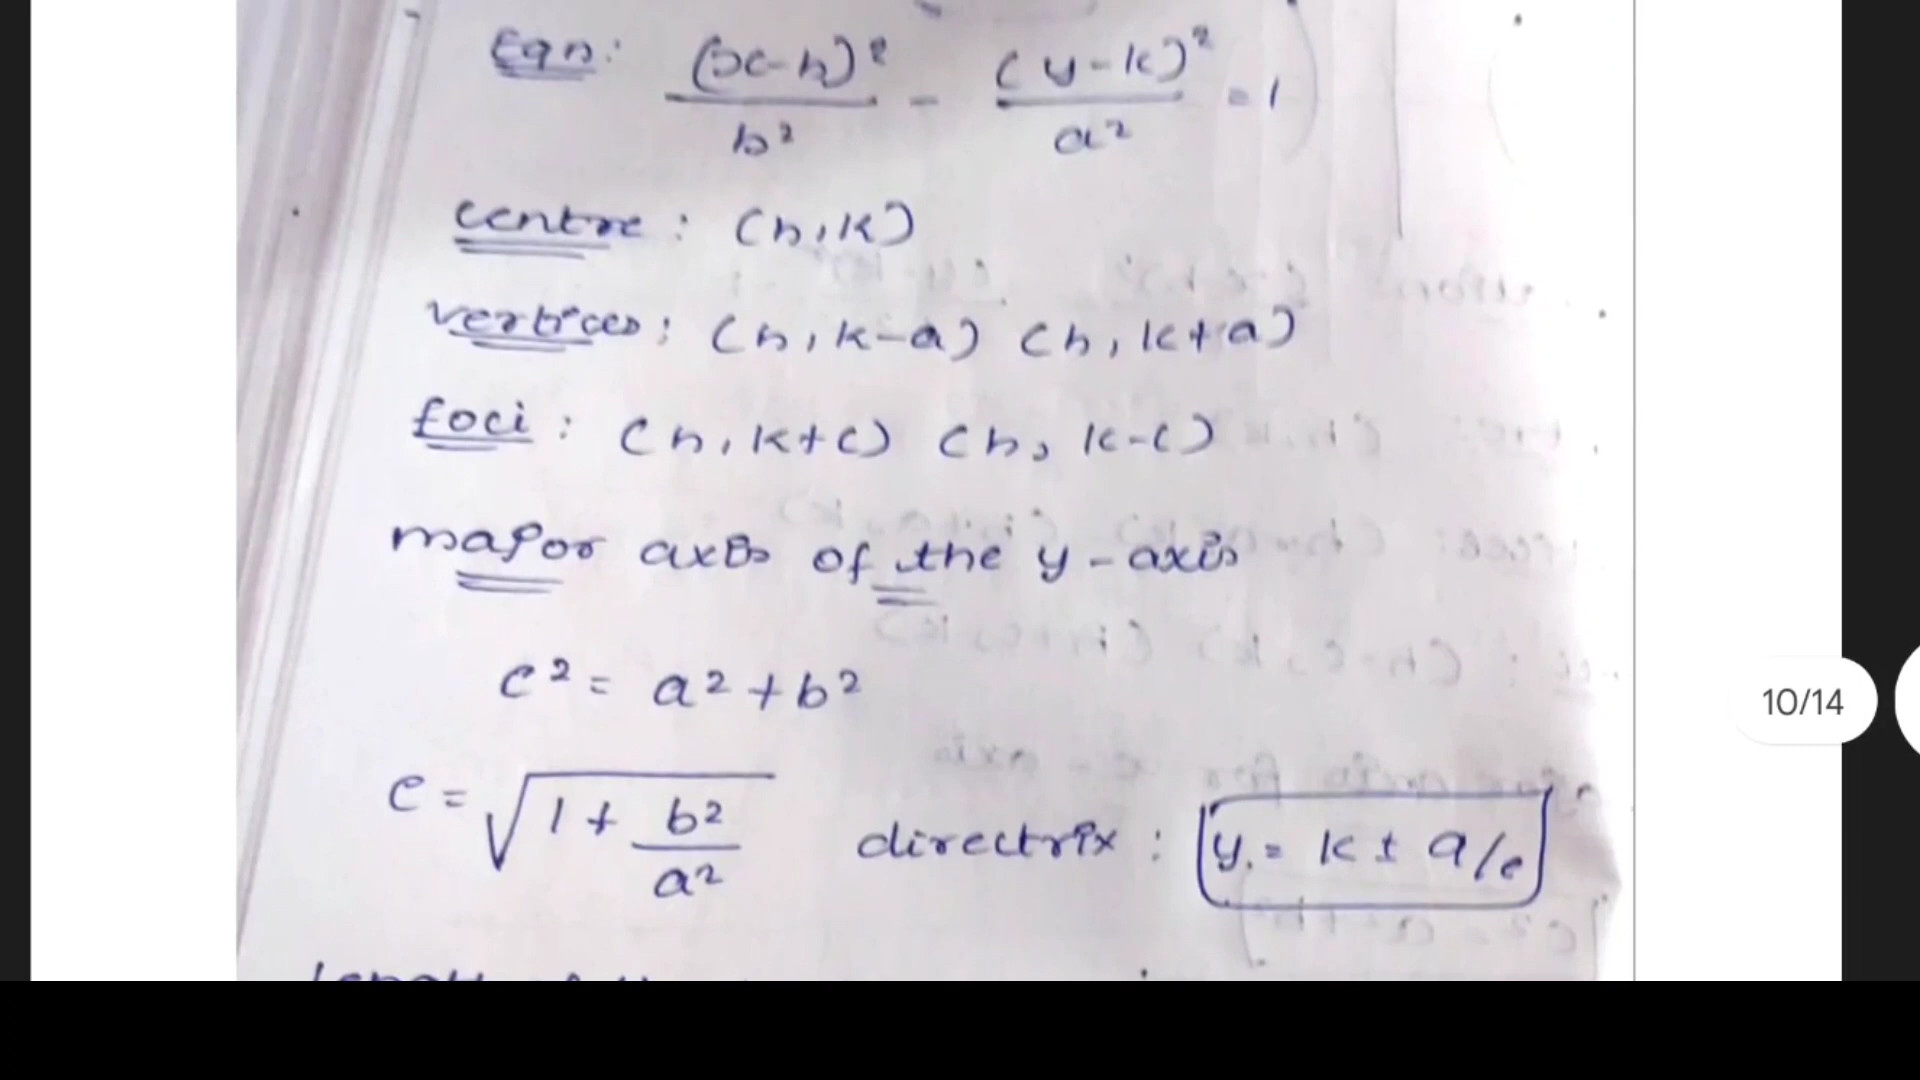 Eqn: (x-h)² / b² - (y-k)² / a² = 1
centre : (h, k)
vertices : (h, k-a) (h, k+a)
foci : (h, k+c) (h, k-c)
major axis of the y-axis
c² = a² + b²
e = √1 + b²/a² directrix : y = k ± a/e
10/14